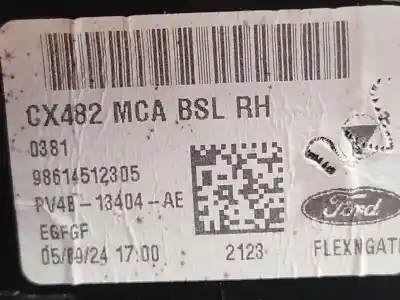 CX482 MCA BSL RH
0381
98614512305
PV4B-13404-AE
EGFGF
05/09/24 17:00
2123
Ford
FLEXNGATE